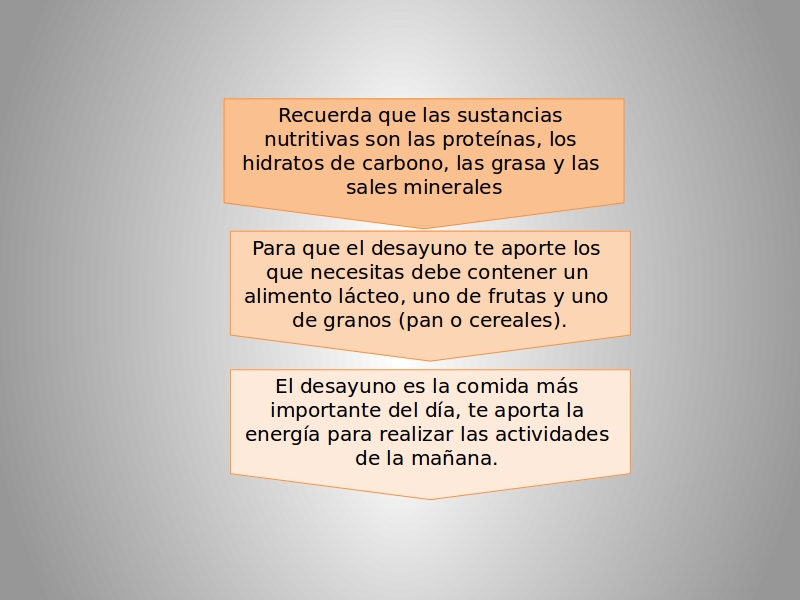 Recuerda que las sustancias
nutritivas son las proteínas, los
hidratos de carbono, las grasa y las
sales minerales
Para que el desayuno te aporte los
que necesitas debe contener un
alimento lácteo, uno de frutas y uno
de granos (pan o cereales).
El desayuno es la comida más
importante del día, te aporta la
energía para realizar las actividades
de la mañana.